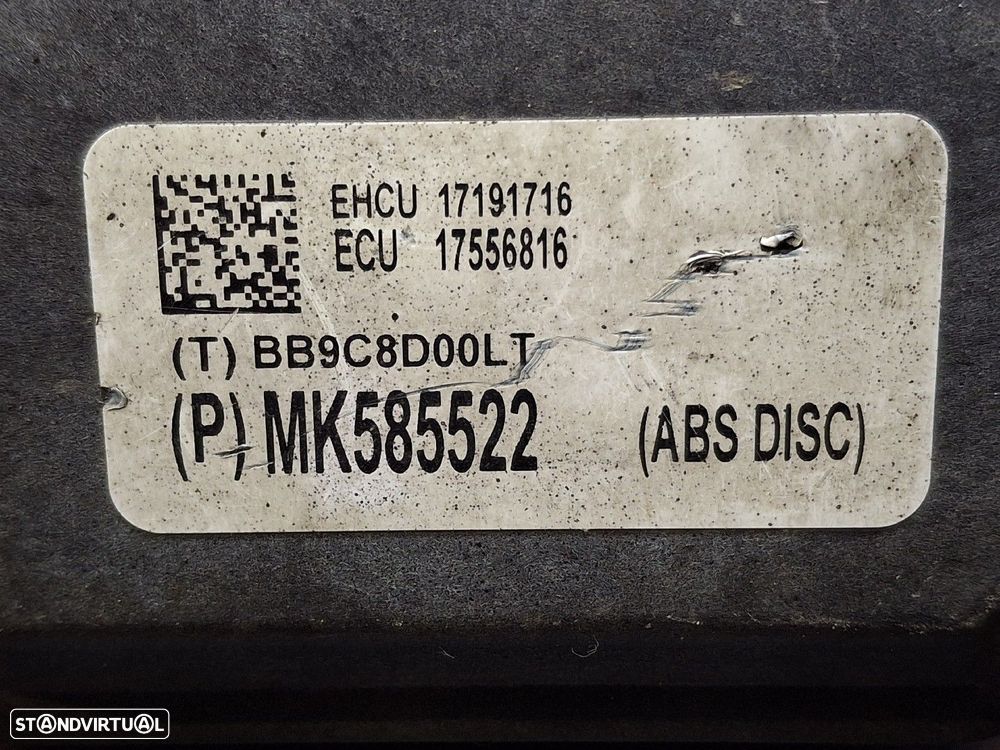 EHCU 17191716
ECU 17556816
(T) BB9C8D00LT
(P) MK585522 (ABS DISC)
STANDVIRTUAL